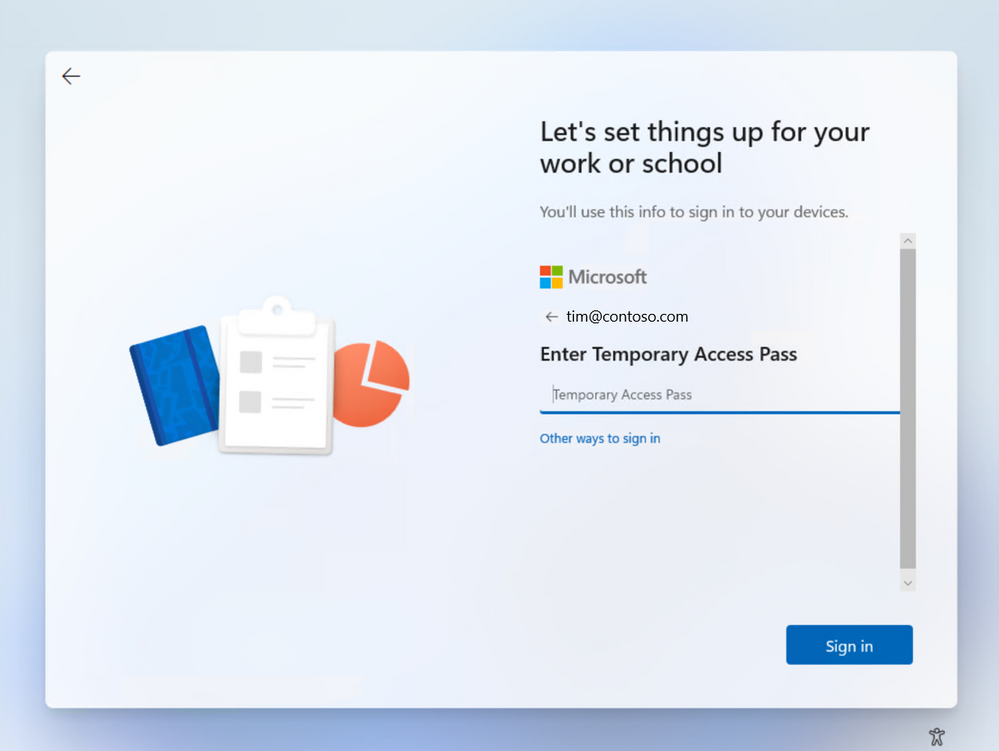 Let's set things up for your
work or school
You'll use this info to sign in to your devices.
Microsoft
tim@contoso.com
Enter Temporary Access Pass
Temporary Access Pass
Other ways to sign in
Sign in